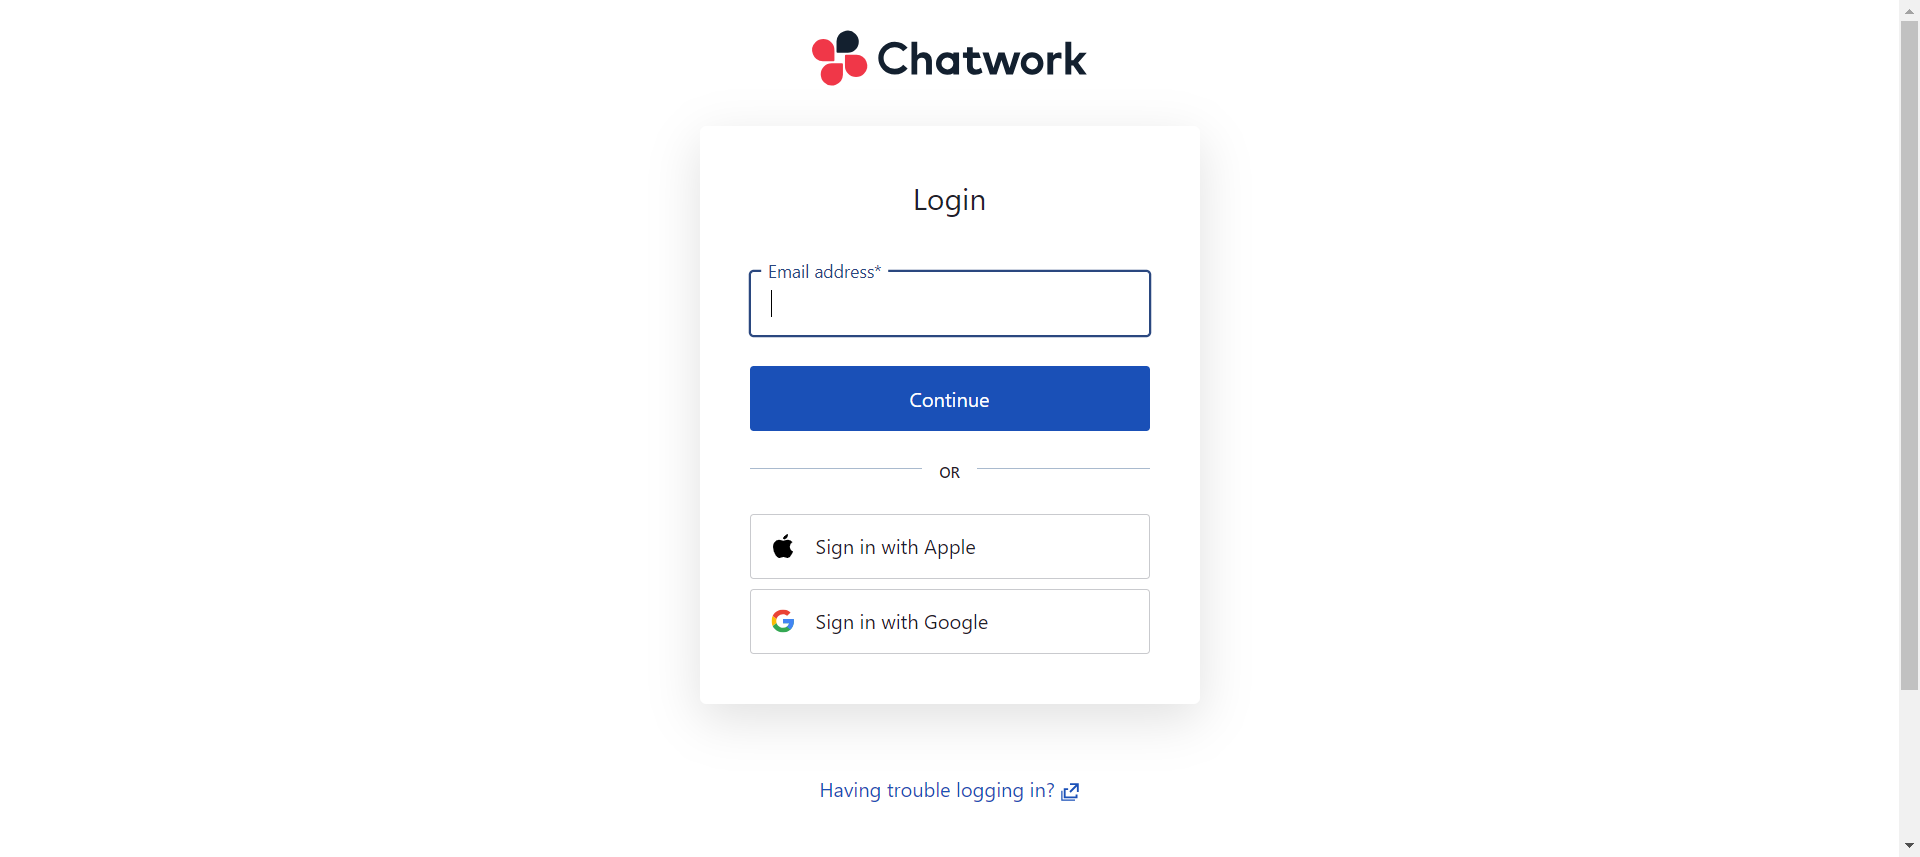 Chatwork
Login
Email address*
Continue
OR
Sign in with Apple
Sign in with Google
Having trouble logging in?